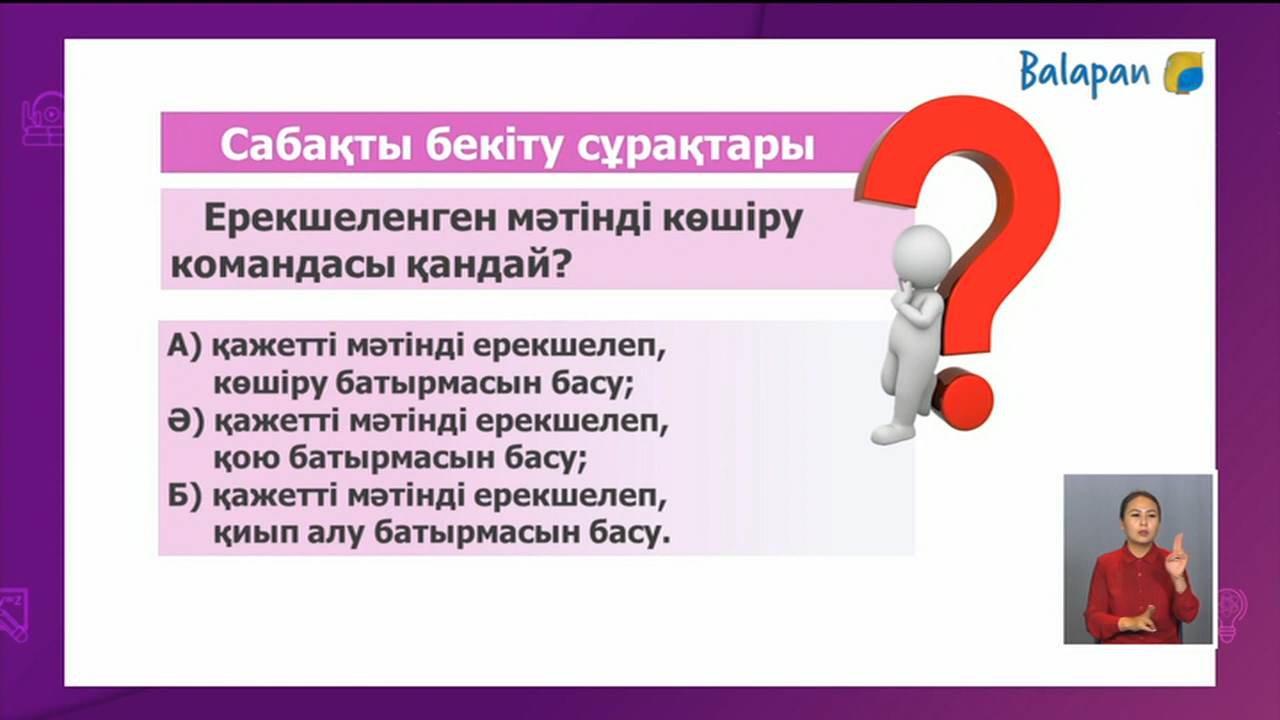 Balapan
Сабақты бекіту сұрақтары
Ерекшеленген мәтінді көшіру
командасы қандай?
А) қажетті мәтінді ерекшелеп,
көшіру батырмасын басу;
Ә) қажетті мәтінді ерекшелеп,
қою батырмасын басу;
Б) қажетті мәтінді ерекшелеп,
қиып алу батырмасын басу.